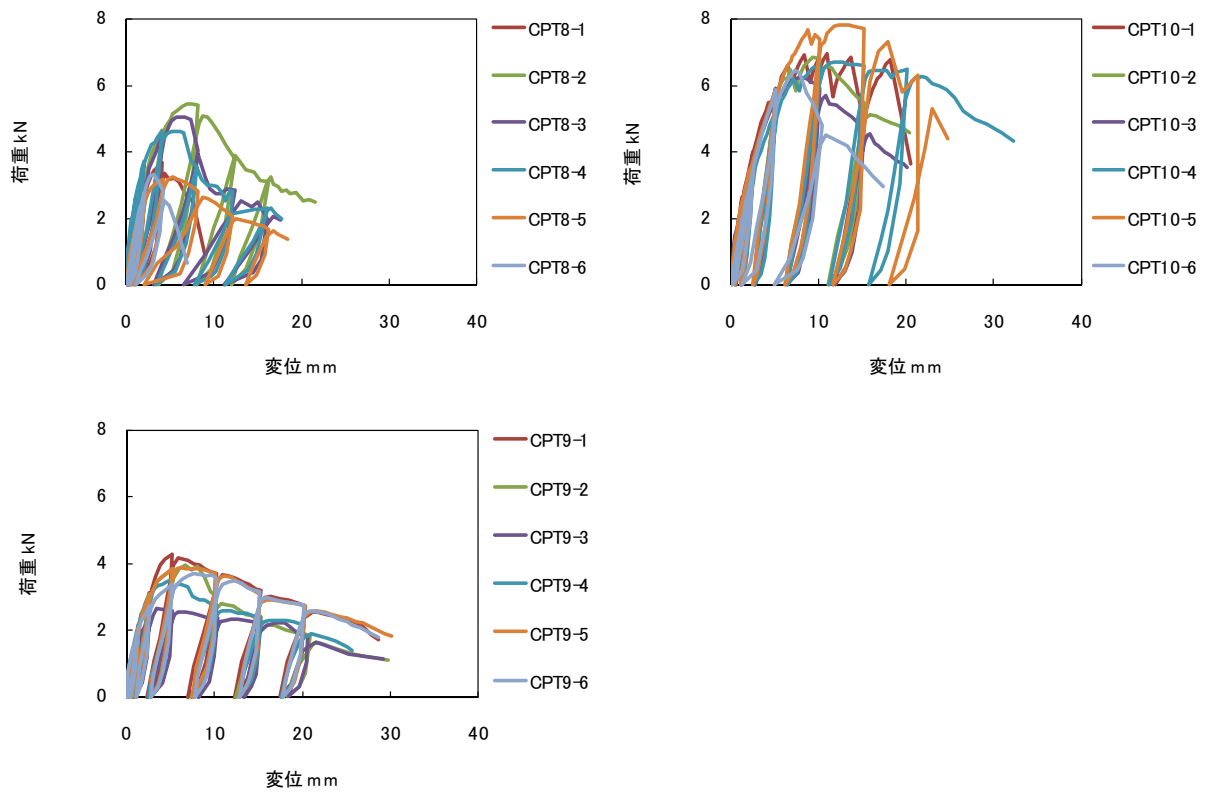 8
6
4
2
0
0
10
20
30
40
荷重 kN
変位 mm
CPT8-1
CPT8-2
CPT8-3
CPT8-4
CPT8-5
CPT8-6
8
6
4
2
0
0
10
20
30
40
荷重 kN
変位 mm
CPT10-1
CPT10-2
CPT10-3
CPT10-4
CPT10-5
CPT10-6
8
6
4
2
0
0
10
20
30
40
荷重 kN
変位 mm
CPT9-1
CPT9-2
CPT9-3
CPT9-4
CPT9-5
CPT9-6